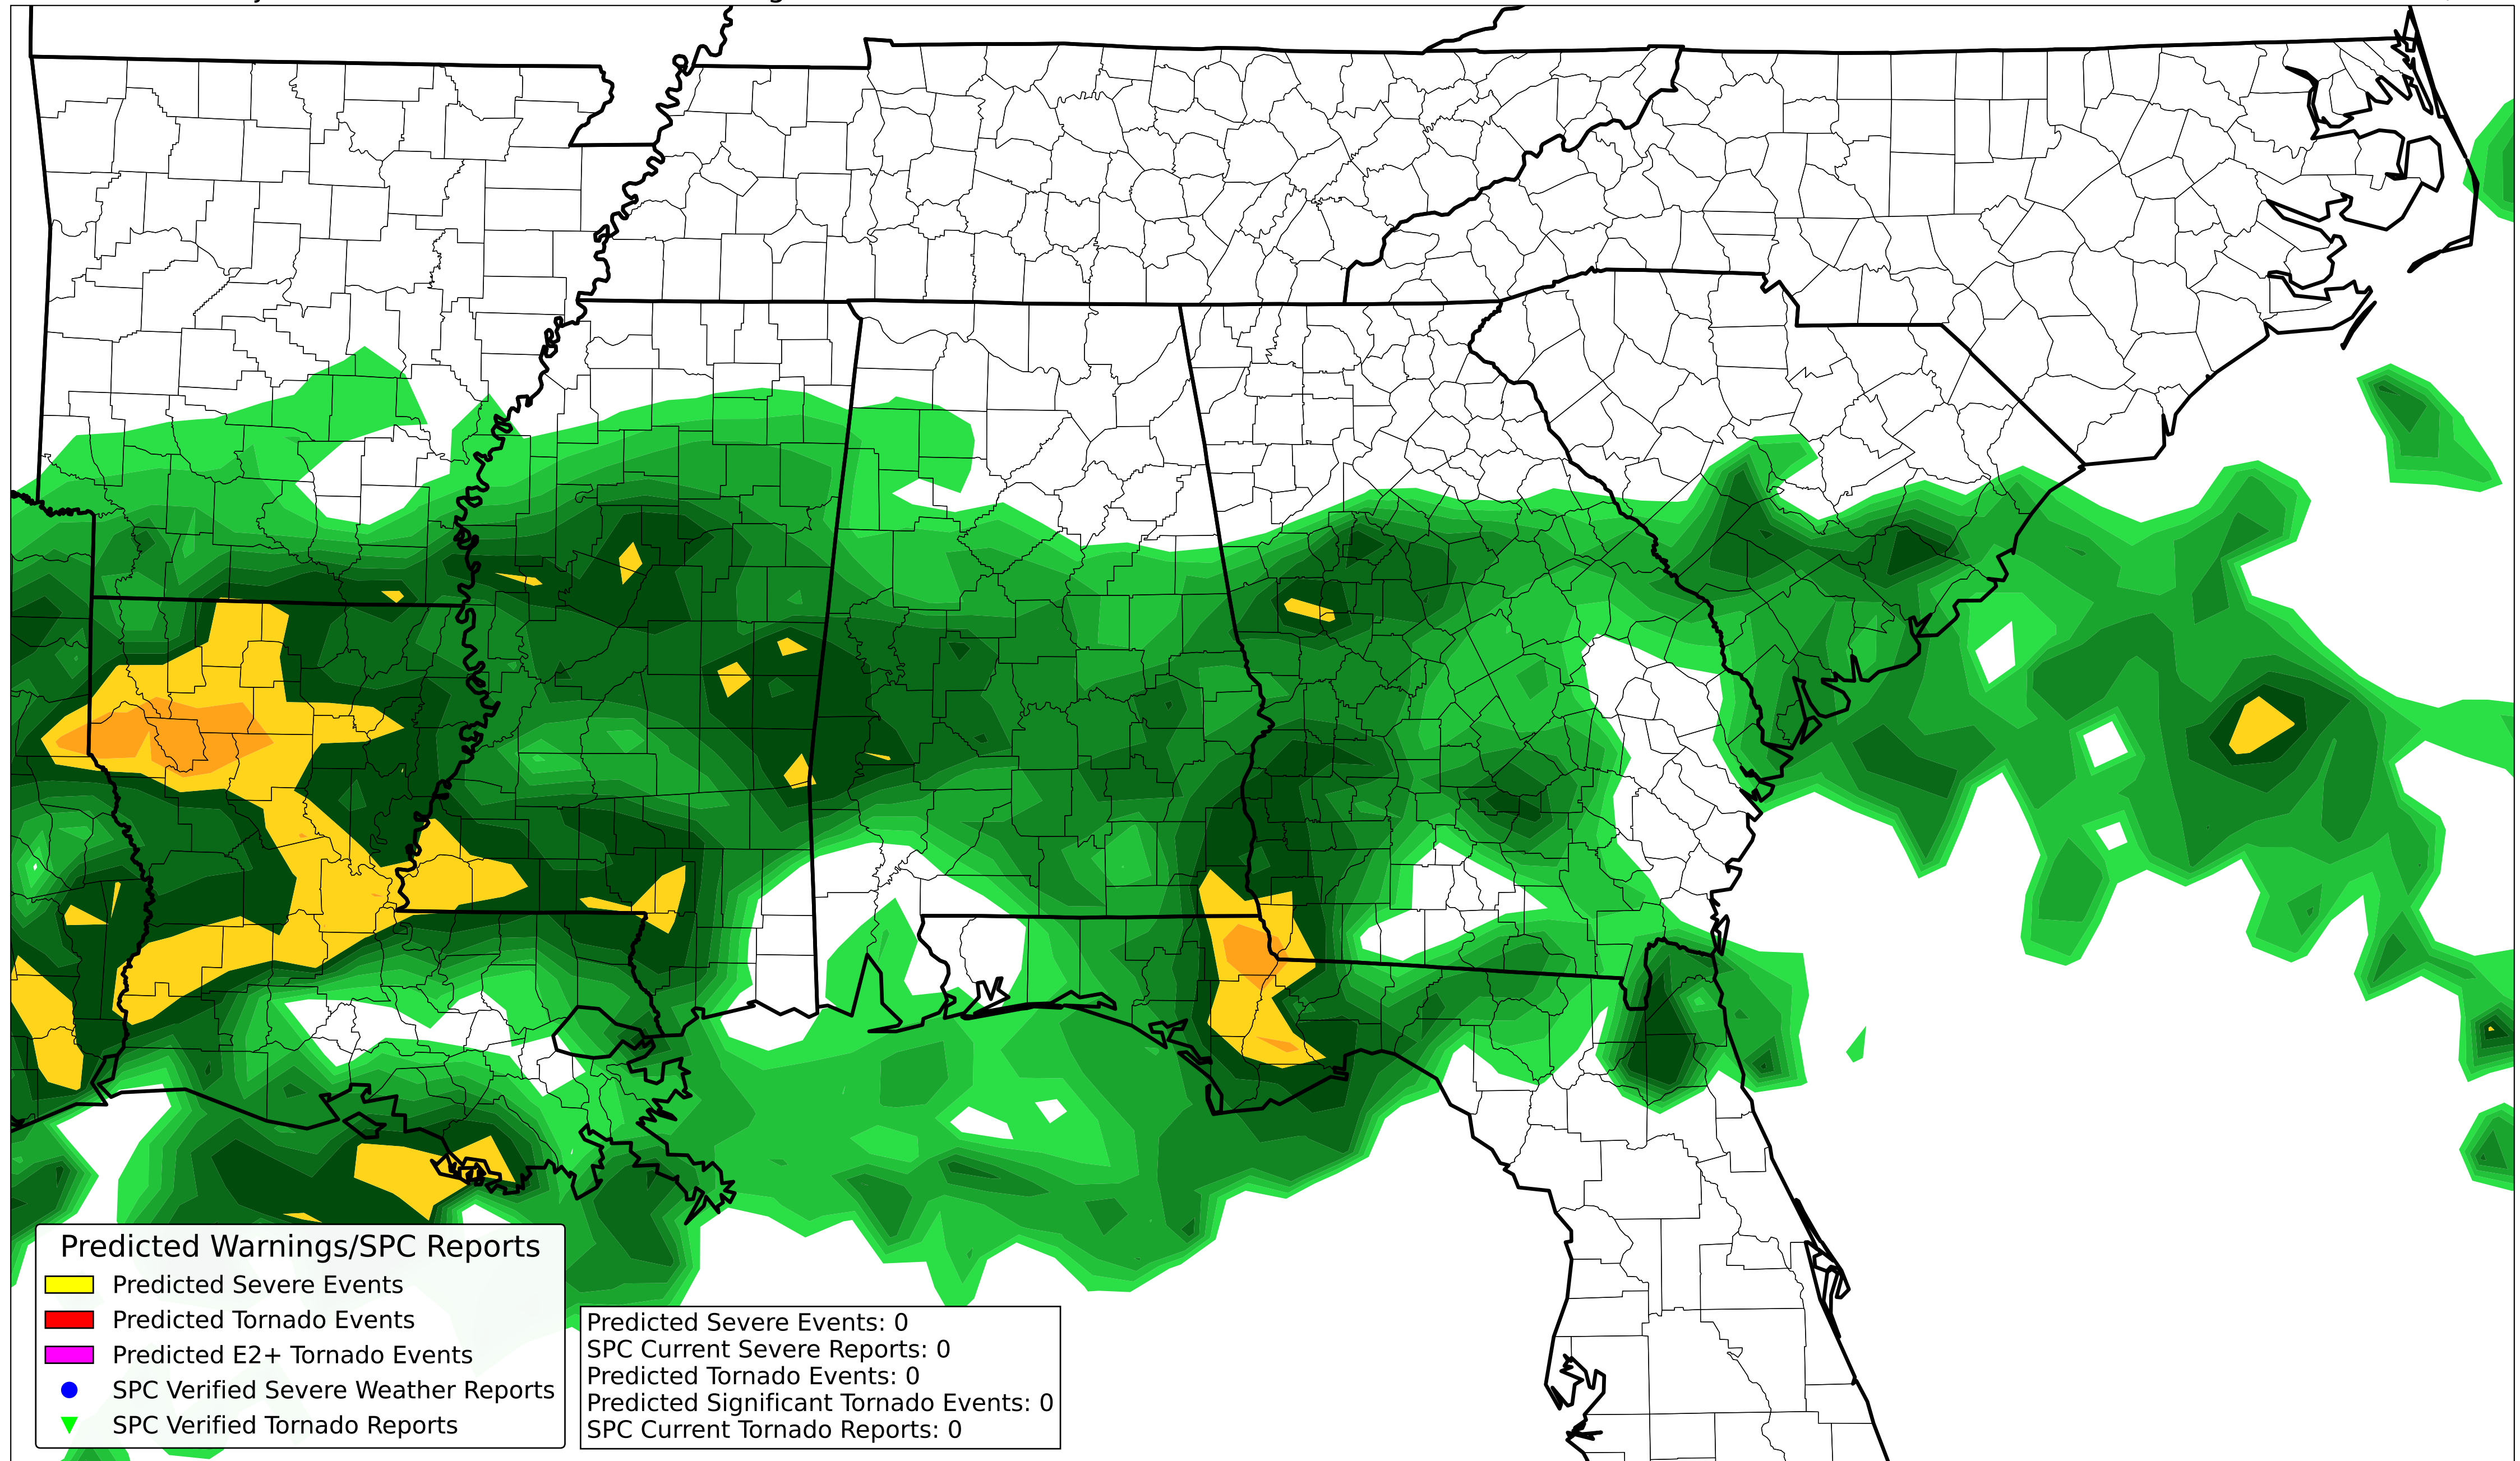 Predicted Warnings/SPC Reports
Predicted Severe Events
Predicted Tornado Events
Predicted E2+ Tornado Events
SPC Verified Severe Weather Reports
SPC Verified Tornado Reports
Predicted Severe Events: 0
SPC Current Severe Reports: 0
Predicted Tornado Events: 0
Predicted Significant Tornado Events: 0
SPC Current Tornado Reports: 0